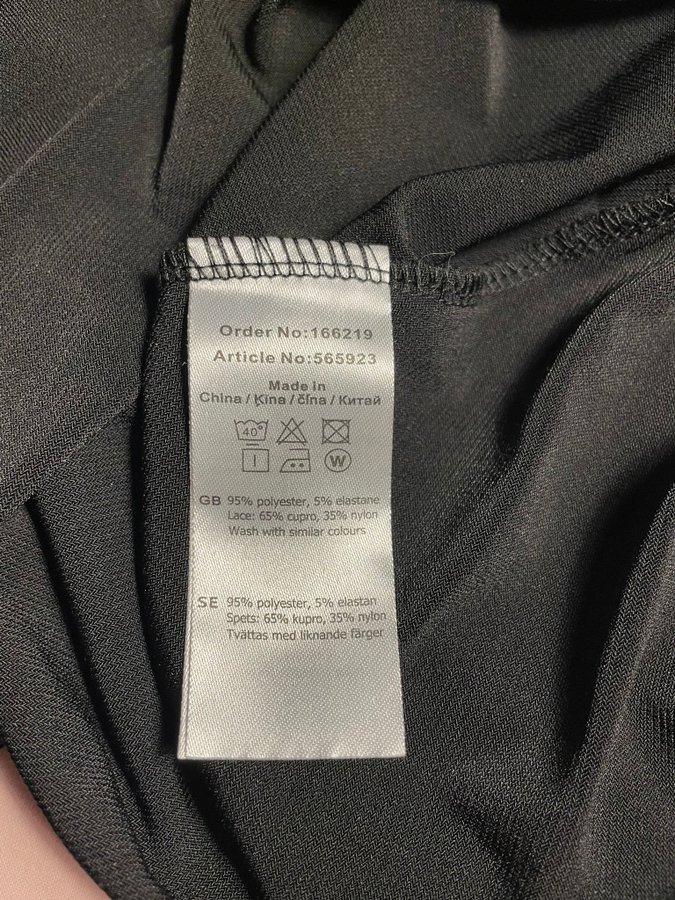 Order No:166219
Article No:565923
Made in
China / Ķīna / čīna / Китай
40°
W
GB 95% polyester, 5% elastane
Lace: 65% cupro, 35% nylon
Wash with similar colours
SE 95% polyester, 5% elastan
Spets: 65% kupro, 35% nylon
Tvättas med liknande färger